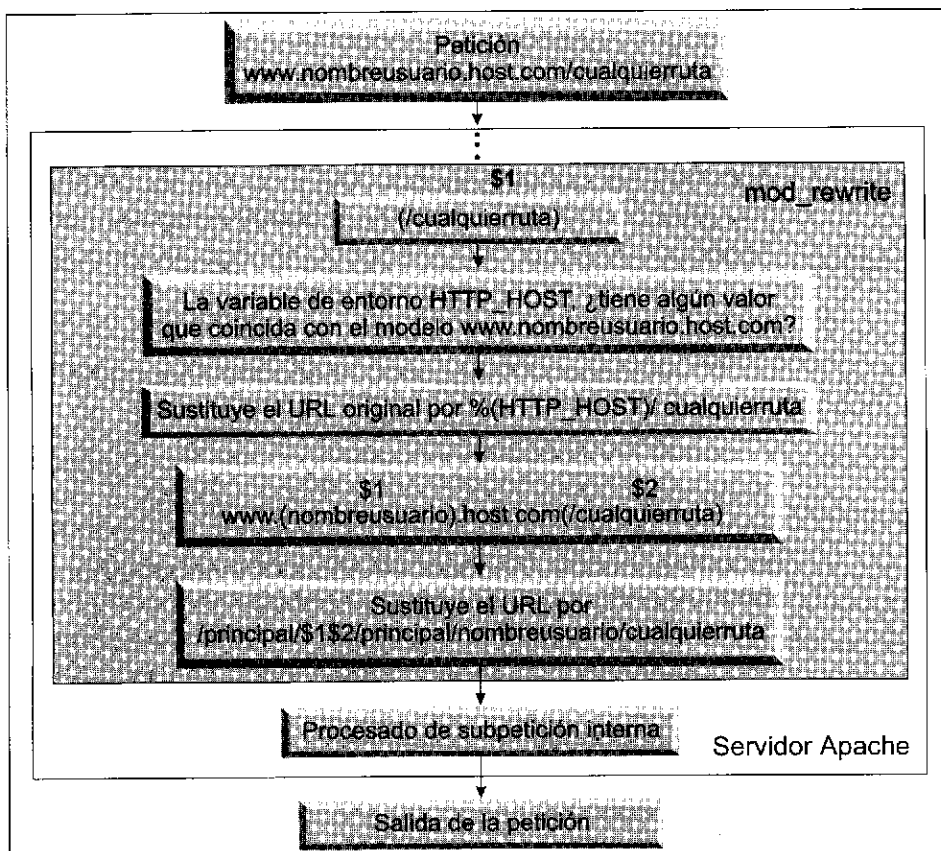 Petición
www.nombreusuario.host.com/cualquierruta
$1
mod_rewrite
(/cualquierruta)
La variable de entorno HTTP_HOST, ¿tiene algún valor
que coincida con el modelo www.nombreusuario.host.com?
Sustituye el URL original por %(HTTP_HOST)/ cualquierruta
$1 $2
www.(nombreusuario).host.com(/cualquierruta)
Sustituye el URL por
/principal/$1$2/principal/nombreusuario/cualquierruta
Procesado de subpetición interna
Servidor Apache
Salida de la petición